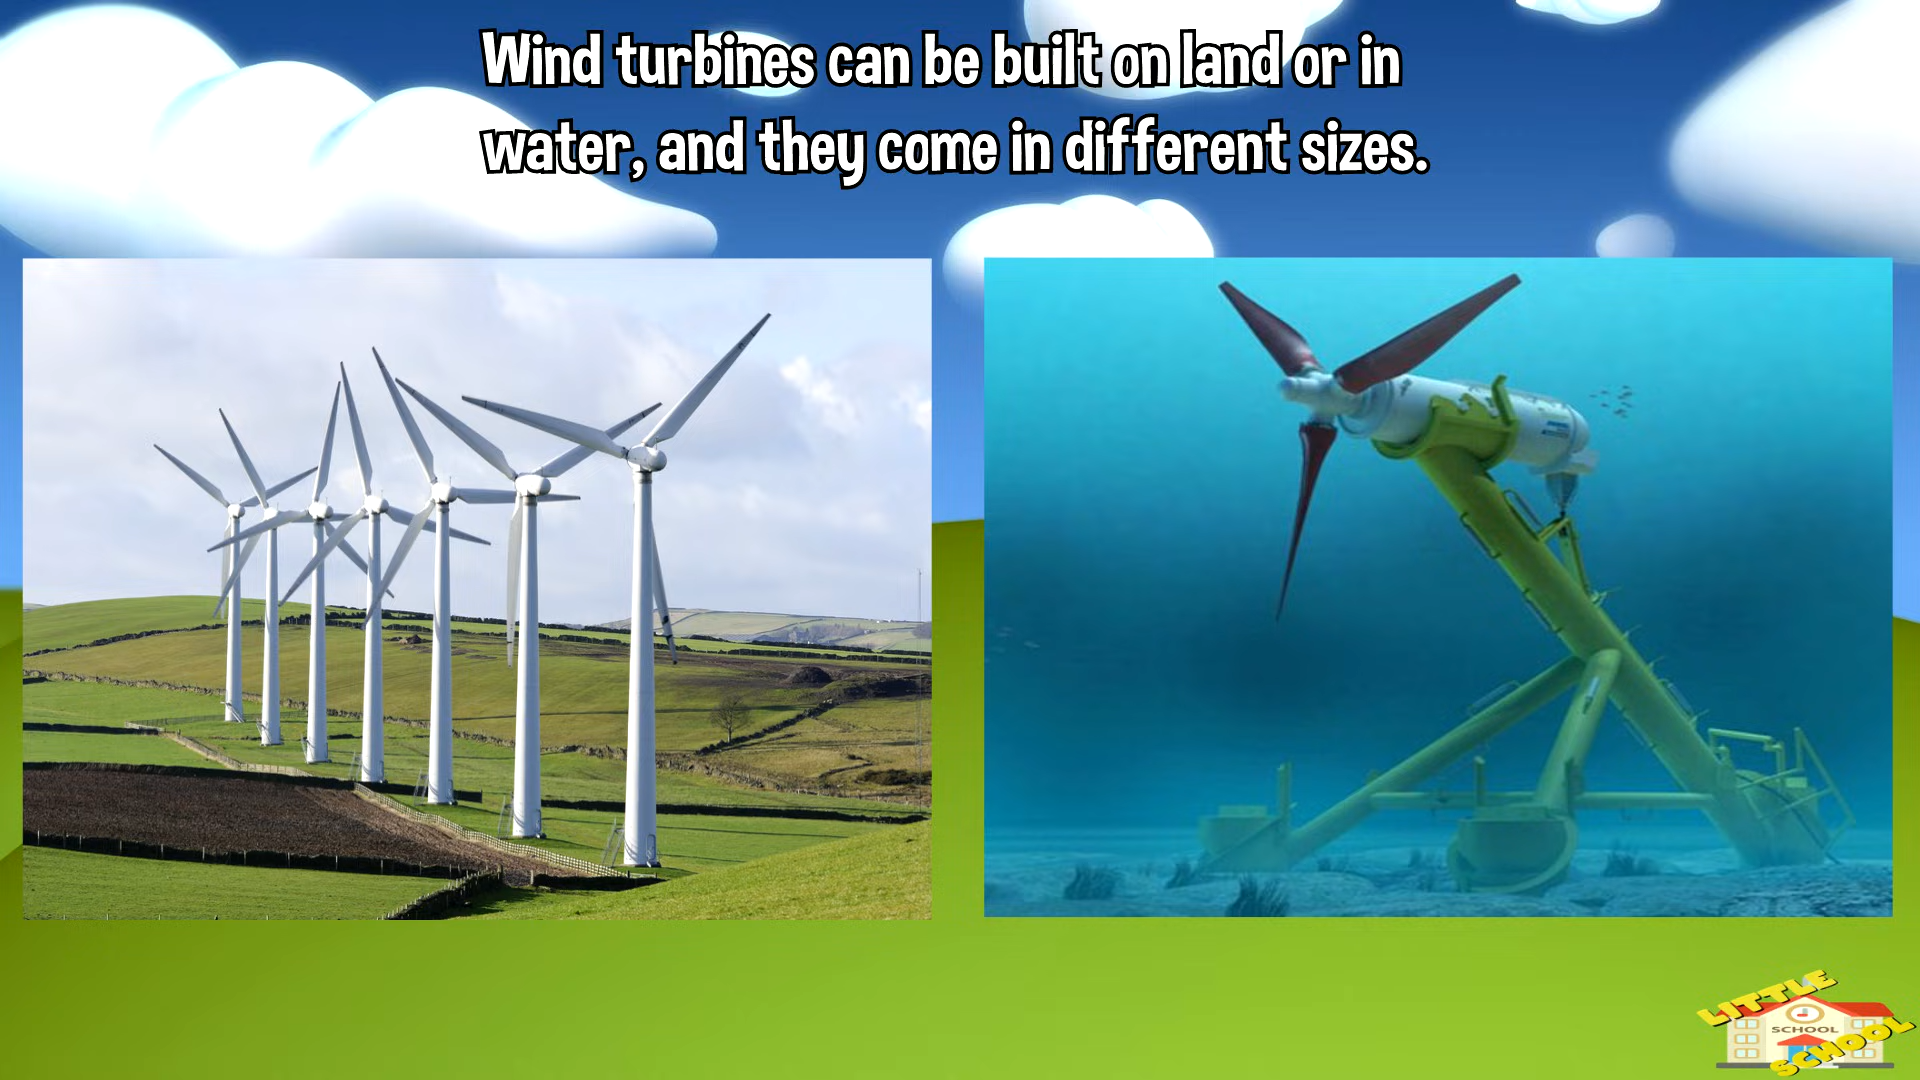 Wind turbines can be built on land or in
water, and they come in different sizes.
LITTLE
SCHOOL
SCHOOL